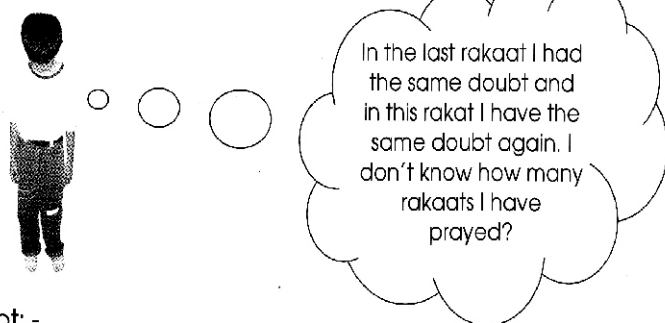 In the last rakaat I had
the same doubt and
in this rakat I have the
same doubt again. I
don't know how many
rakaats I have
prayed?